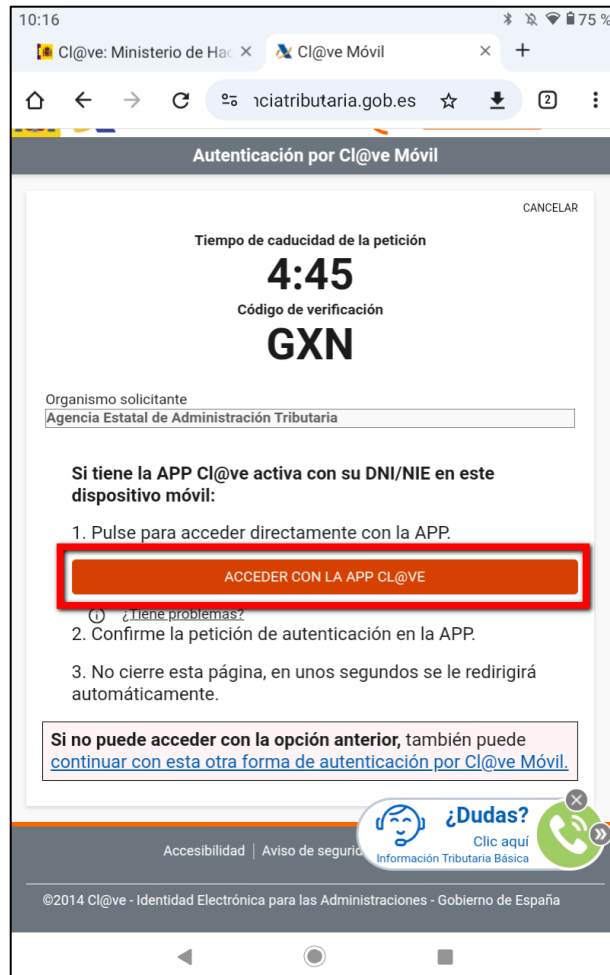 10:16
75 %
Cl@ve: Ministerio de Hac
Cl@ve Móvil
nciatributaria.gob.es
2
Autenticación por Cl@ve Móvil
CANCELAR
Tiempo de caducidad de la petición
4:45
Código de verificación
GXN
Organismo solicitante
Agencia Estatal de Administración Tributaria
Si tiene la APP Cl@ve activa con su DNI/NIE en este
dispositivo móvil:
1. Pulse para acceder directamente con la APP.
ACCEDER CON LA APP CL@VE
¿Tiene problemas?
2. Confirme la petición de autenticación en la APP.
3. No cierre esta página, en unos segundos se le redirigirá
automáticamente.
Si no puede acceder con la opción anterior, también puede
continuar con esta otra forma de autenticación por Cl@ve Móvil.
¿Dudas?
Clic aquí
Información Tributaria Básica
Accesibilidad | Aviso de segurid
©2014 Cl@ve - Identidad Electrónica para las Administraciones - Gobierno de España